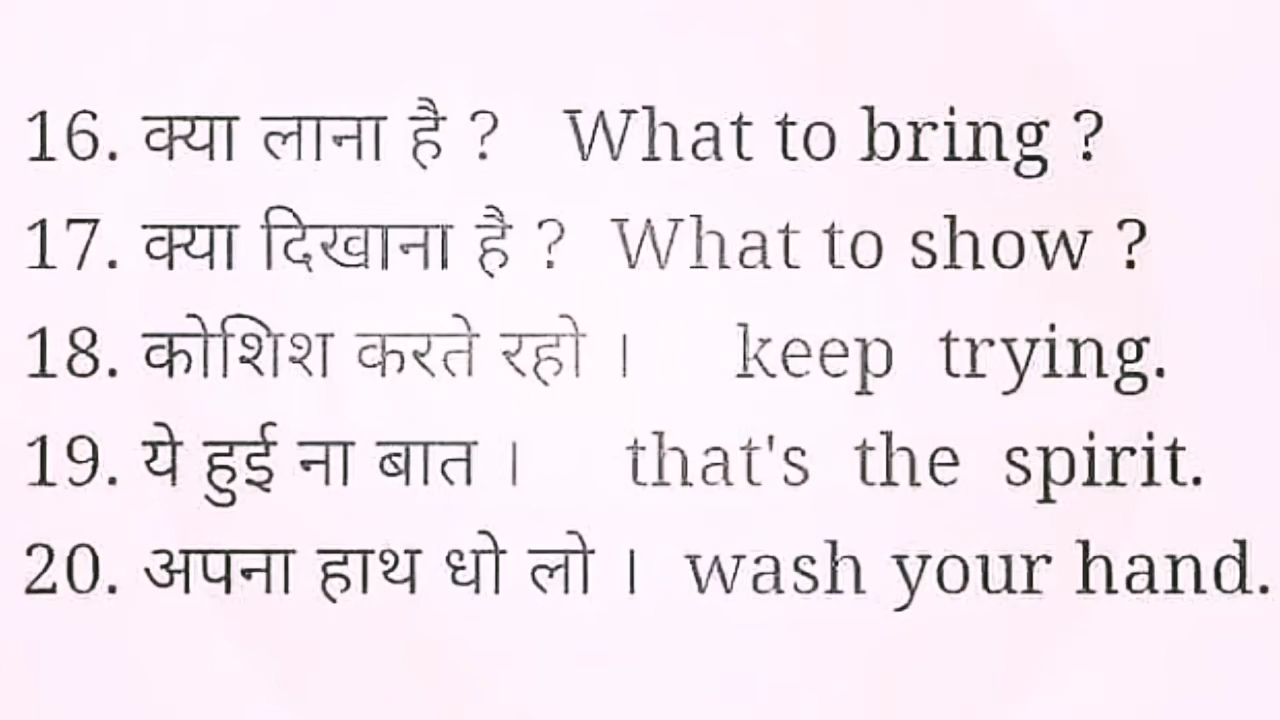 16. क्या लाना है ? What to bring ?
17. क्या दिखाना है ? What to show ?
18. कोशिश करते रहो । keep trying.
19. ये हुई ना बात । that's the spirit.
20. अपना हाथ धो लो । wash your hand.